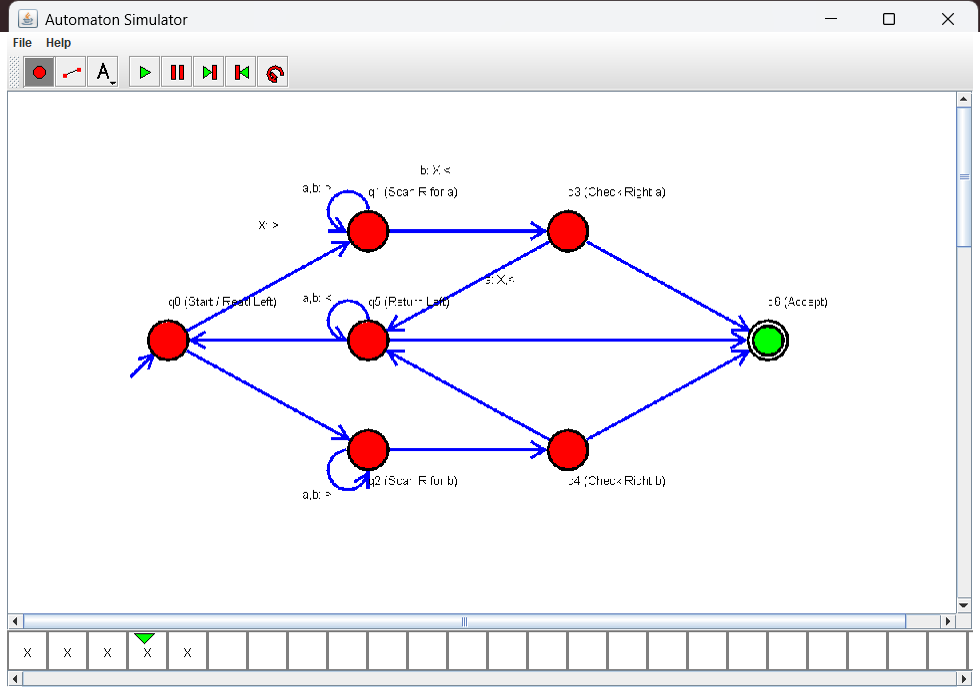 Automaton Simulator
File Help
A
b: X <
a,b: >
q1 (Scan R for a)
q3 (Check Right a)
X: >
a: X,<
a,b: <
q0 (Start / Read Left)
q5 (Return Left)
q6 (Accept)
q2 (Scan R for b)
q4 (Check Right b)
a,b: >
x x x x x